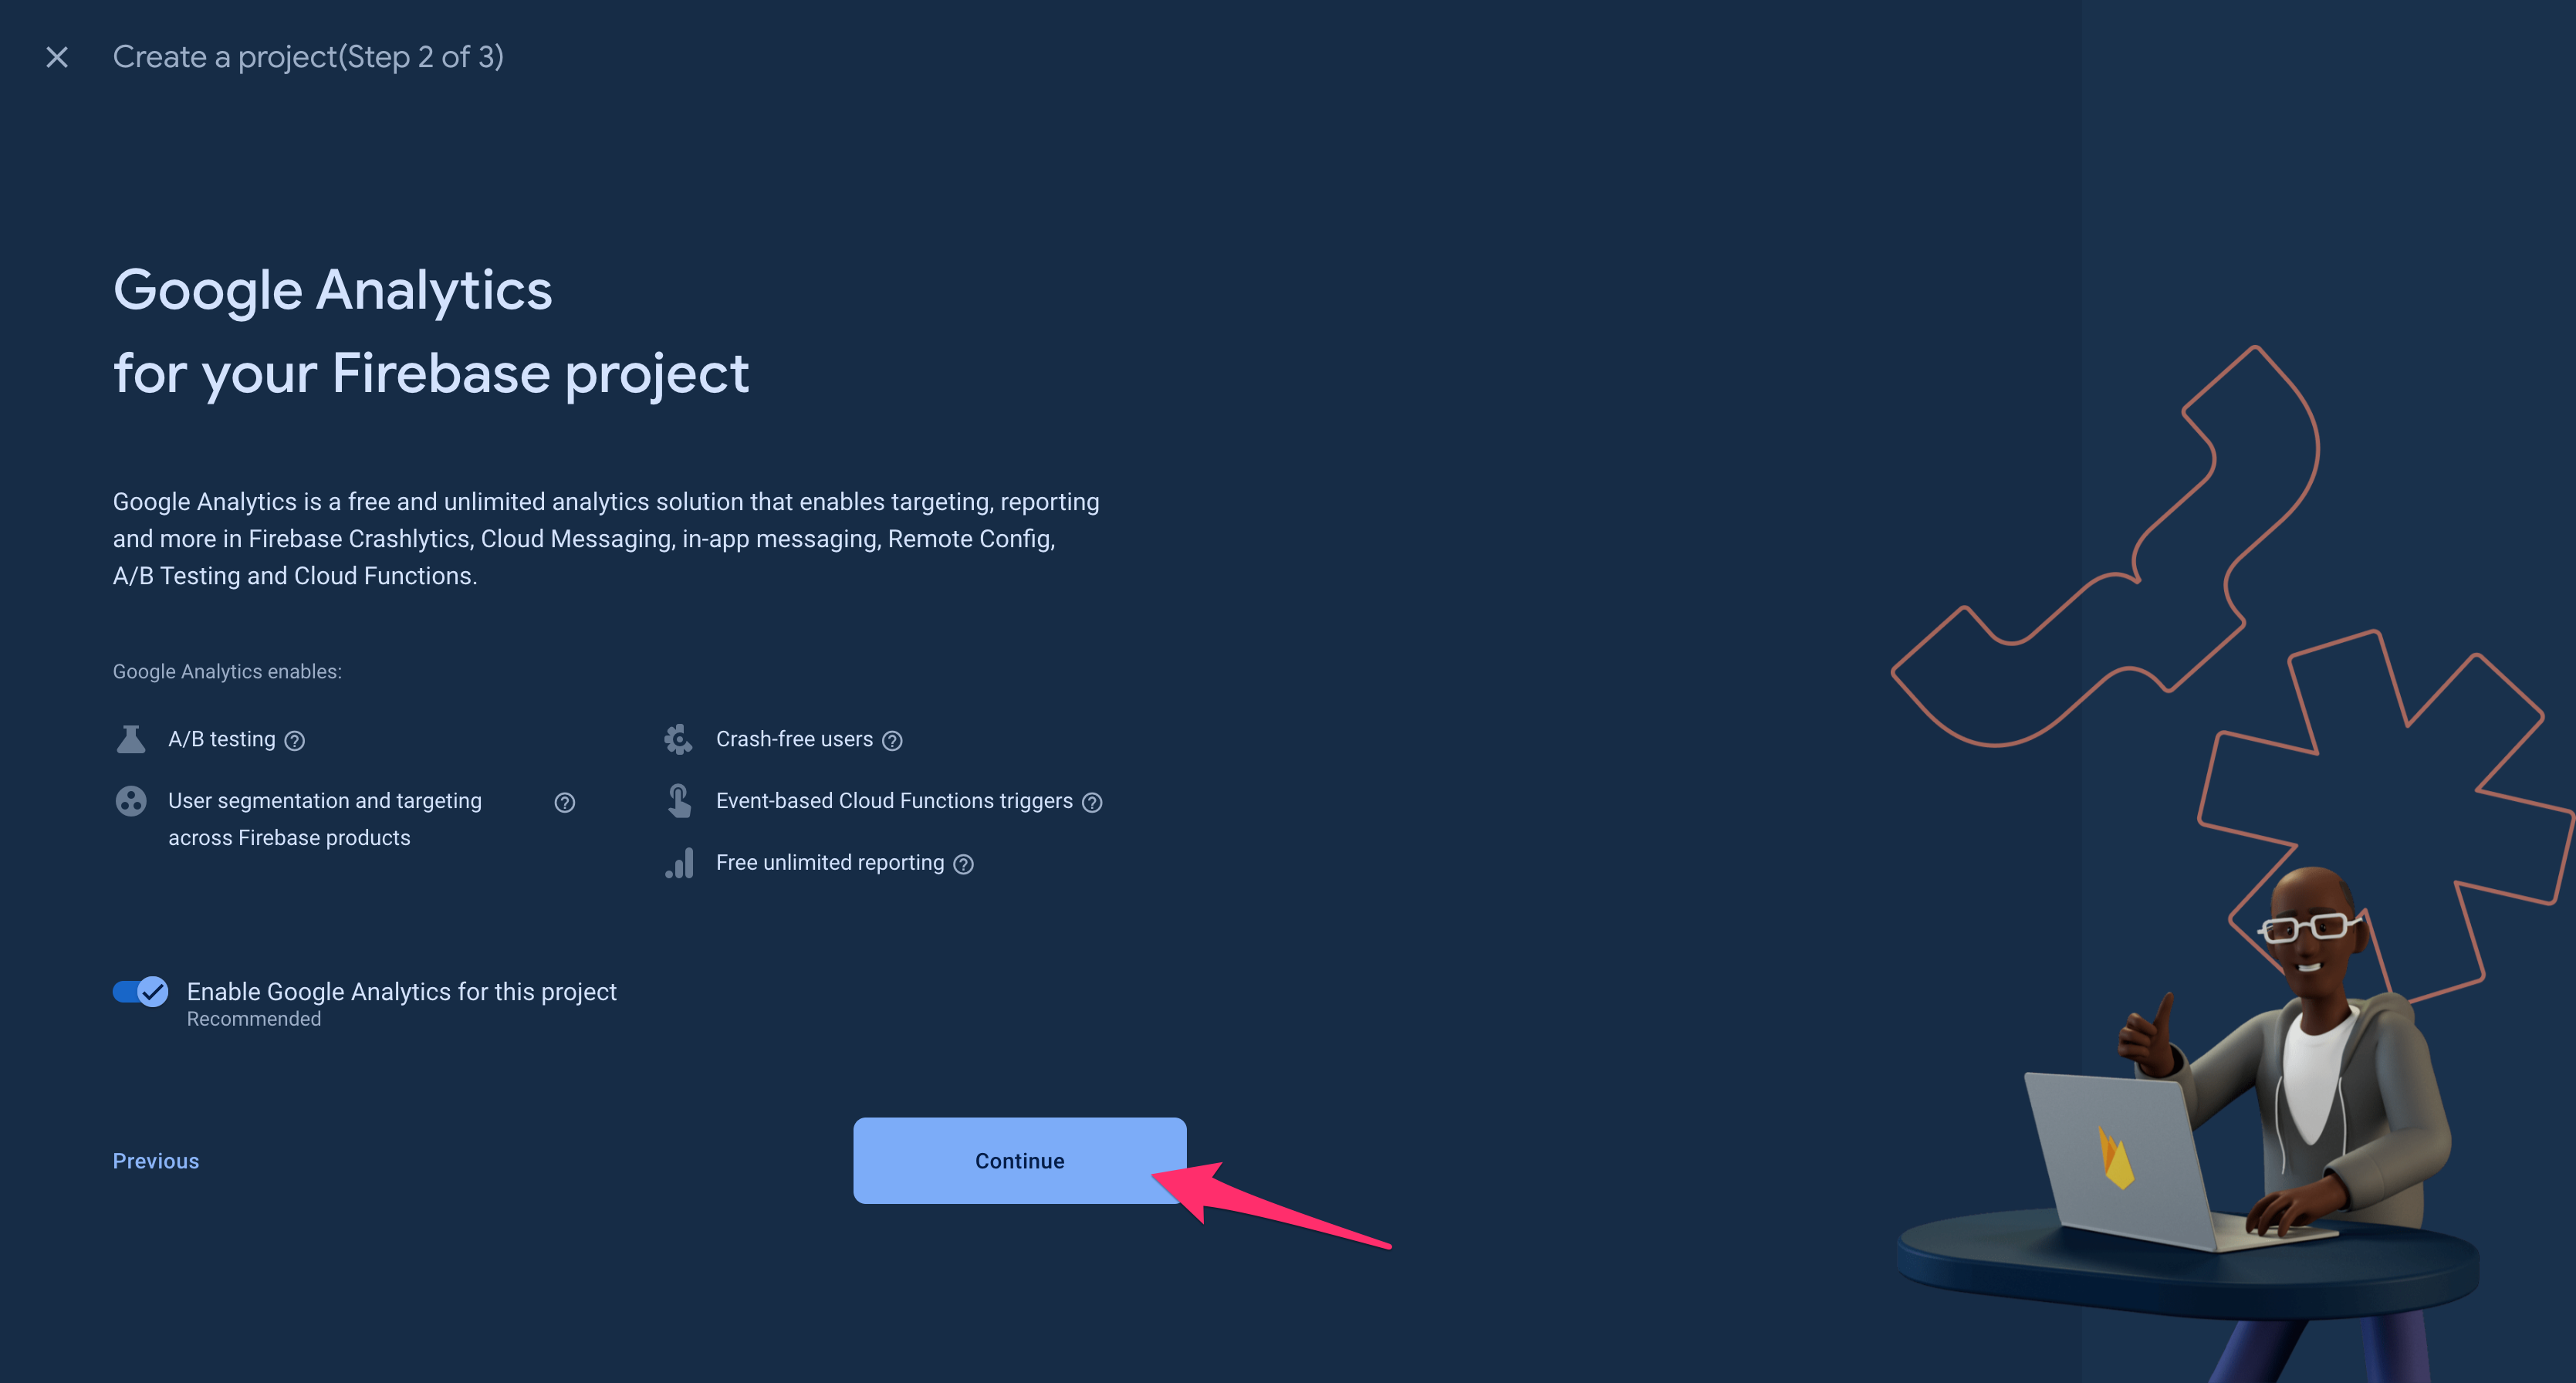 Create a project(Step 2 of 3)
Google Analytics
for your Firebase project
Google Analytics is a free and unlimited analytics solution that enables targeting, reporting
and more in Firebase Crashlytics, Cloud Messaging, in-app messaging, Remote Config,
A/B Testing and Cloud Functions.
Google Analytics enables:
A/B testing
User segmentation and targeting
across Firebase products
Crash-free users
Event-based Cloud Functions triggers
Free unlimited reporting
Enable Google Analytics for this project
Recommended
Previous
Continue